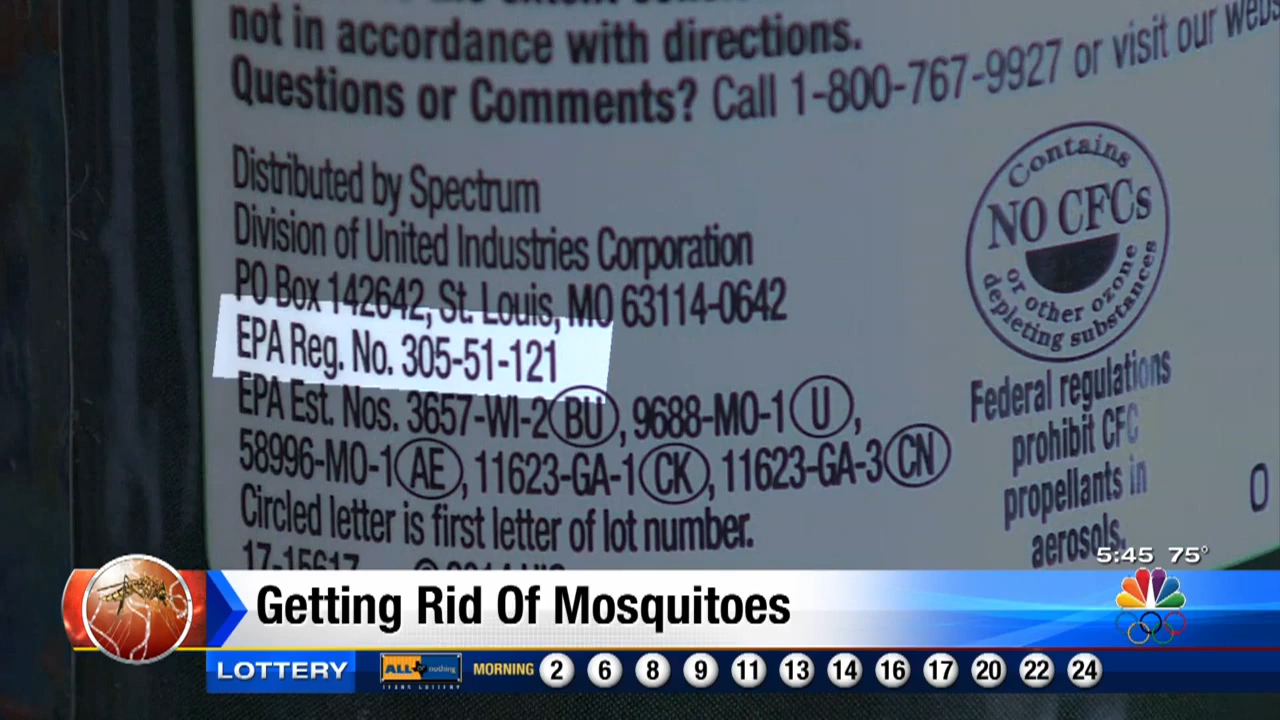 not in accordance with directions.
Questions or Comments? Call 1-800-767-9927 or visit our
Distributed by Spectrum
Division of United Industries Corporation
PO Box 142642, St. Louis, MO 63114-0642
EPA Reg. No. 305-51-121
EPA Est. Nos. 3657-WI-2 BU, 9688-MO-1 U,
58996-MO-1 AE, 11623-GA-1 CK, 11623-GA-3 CN
Circled letter is first letter of lot number.
Contains
NO CFCs
or other ozone
depleting substances
Federal regulations
prohibit CFC
propellants in
aerosols.
5:45 75°
Getting Rid Of Mosquitoes
LOTTERY ALL or nothing TEXAS LOTTERY MORNING 2 6 8 9 11 13 14 16 17 20 22 24